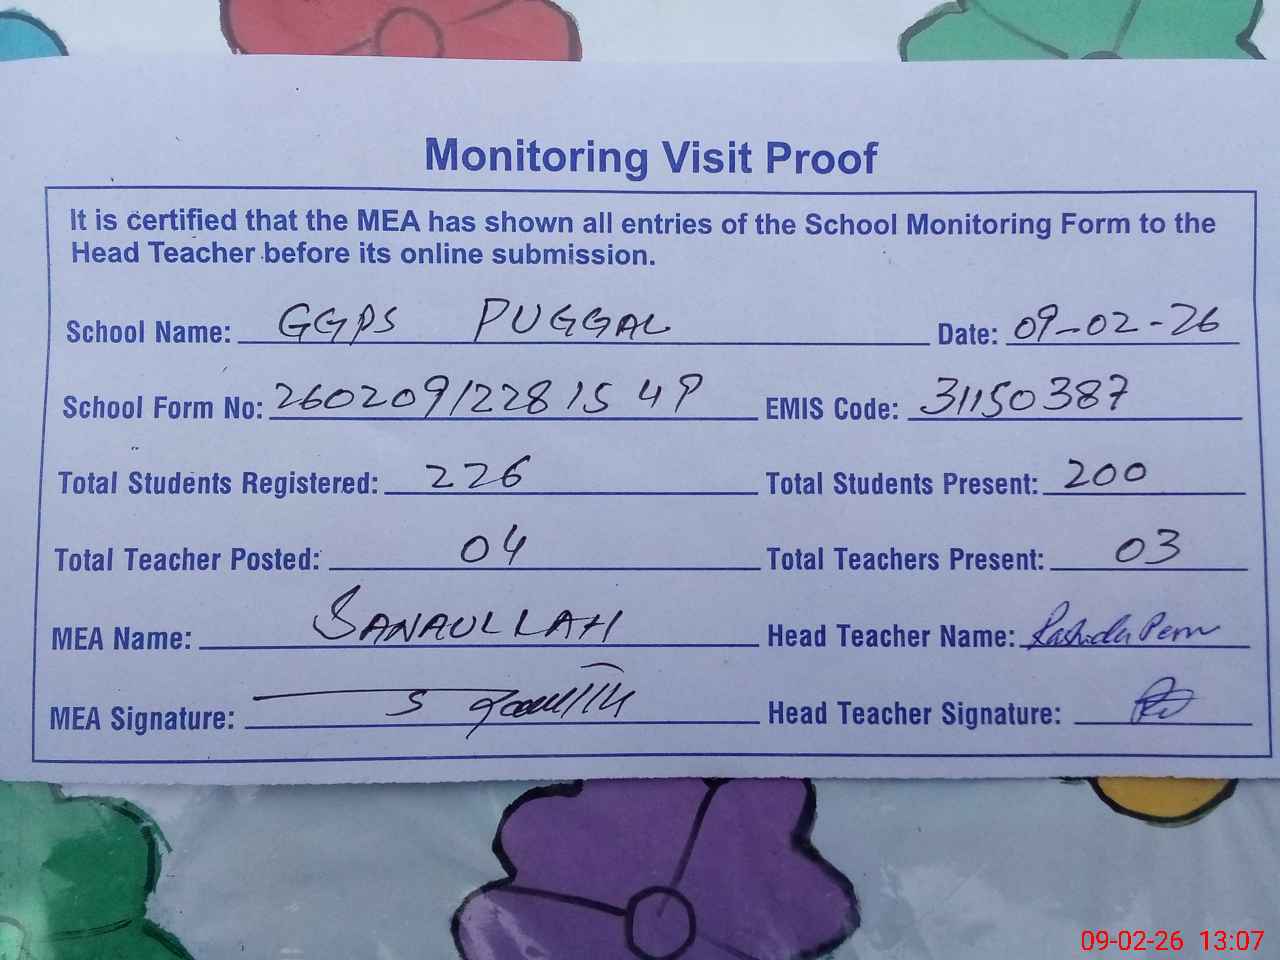 Monitoring Visit Proof
It is certified that the MEA has shown all entries of the School Monitoring Form to the
Head Teacher before its online submission.
School Name: GGPS PUGGAL Date: 09-02-26
School Form No: 260209122815 4P EMIS Code: 31150387
Total Students Registered: 226 Total Students Present: 200
Total Teacher Posted: 04 Total Teachers Present: 03
MEA Name: SANAULLAH Head Teacher Name:
MEA Signature: Head Teacher Signature:
09-02-26 13:07